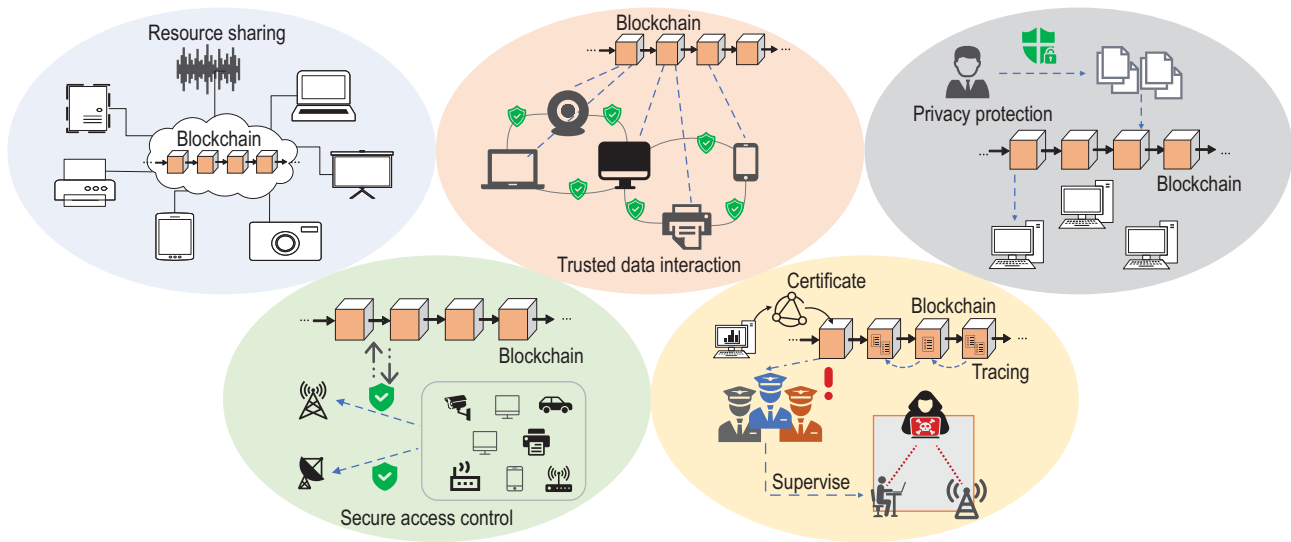 Resource sharing
Blockchain
Blockchain
Trusted data interaction
Privacy protection
Blockchain
Blockchain
Secure access control
Certificate
Blockchain
Tracing
Supervise